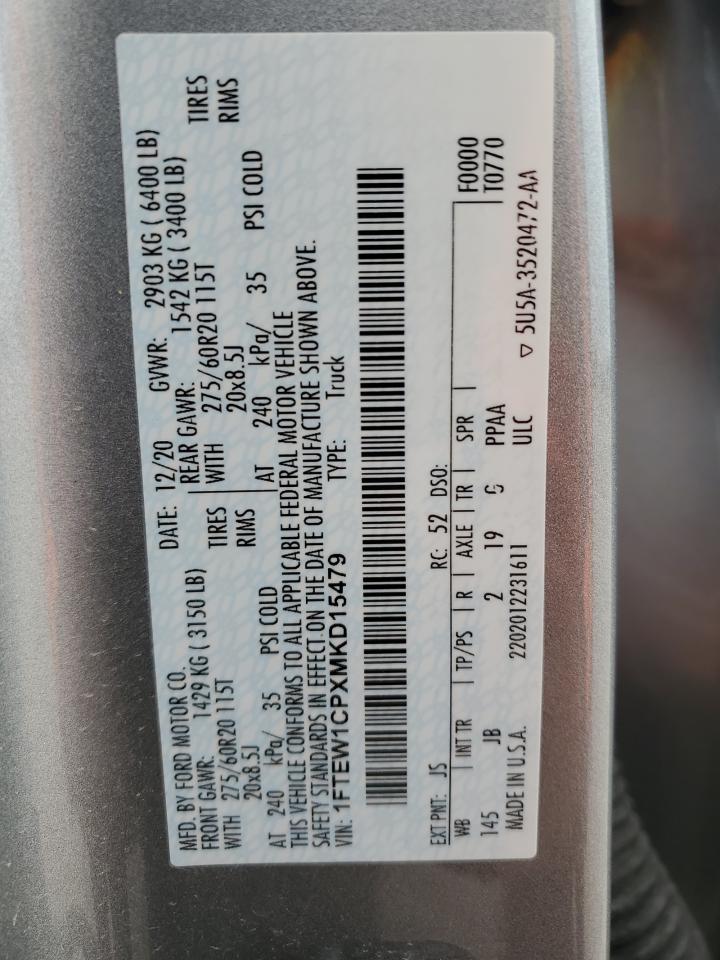 MFD. BY FORD MOTOR CO. DATE: 12/20 GVWR: 2903 KG ( 6400 LB)
FRONT GAWR: 1429 KG ( 3150 LB) REAR GAWR: 1542 KG ( 3400 LB)
WITH 275/60R20 115T TIRES WITH 275/60R20 115T TIRES
20x8.5J RIMS 20x8.5J RIMS
AT 240 kPa/ 35 PSI COLD AT 240 kPa/ 35 PSI COLD
THIS VEHICLE CONFORMS TO ALL APPLICABLE FEDERAL MOTOR VEHICLE
SAFETY STANDARDS IN EFFECT ON THE DATE OF MANUFACTURE SHOWN ABOVE.
VIN: 1FTEW1CPXMKD15479 TYPE: Truck
EXT PNT: JS RC: 52 DSO:
WB INT TR TP/PS R AXLE TR SPR F0000
145 JB 2 19 PPAA T0770
MADE IN U.S.A. 2202012231611 ULC
▽ 5U5A-3520472-AA